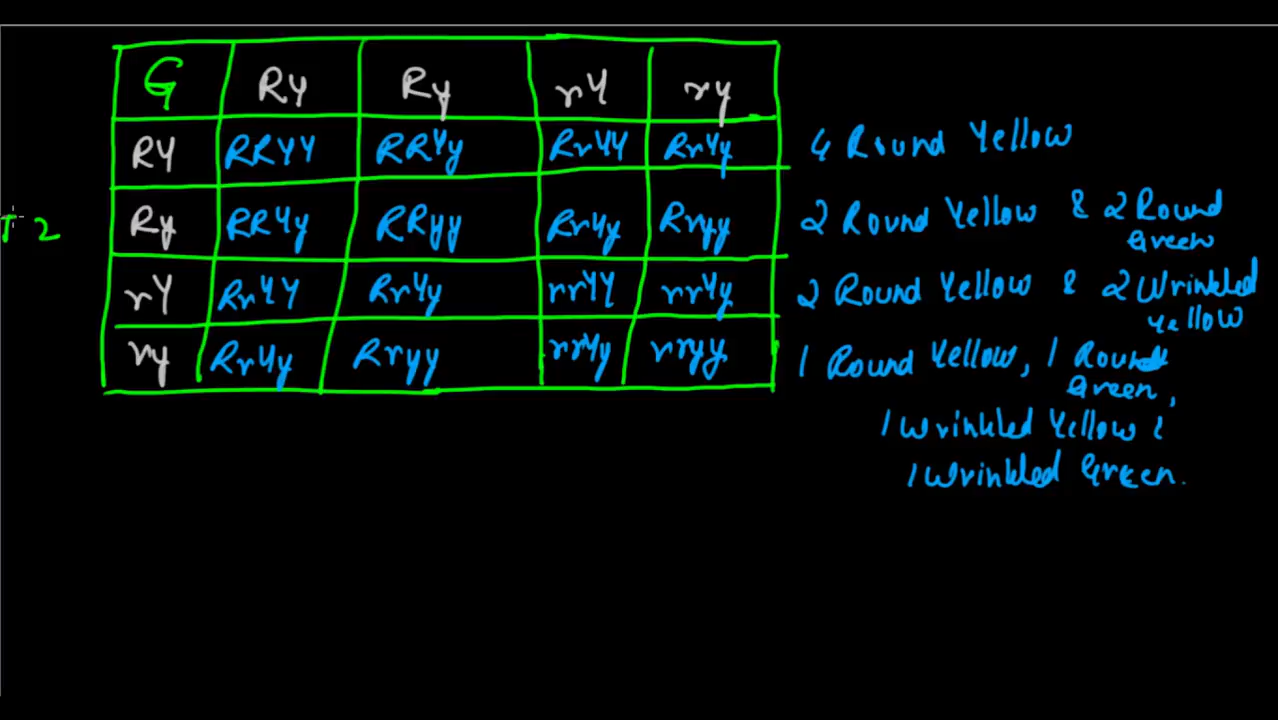 G RY Ry rY ry
RY RRYY RRYy RrYY RrYy 4 Round Yellow
Ry RRYy RRyy RrYy Rryy 2 Round Yellow & 2 Round
Green
2
rY RrYY RrYy rrYY rrYy 2 Round Yellow & 2 Wrinkled
Yellow
ry RrYy Rryy rrYy rryy 1 Round Yellow, 1 Round
Green,
1 Wrinkled Yellow &
1 Wrinkled Green.